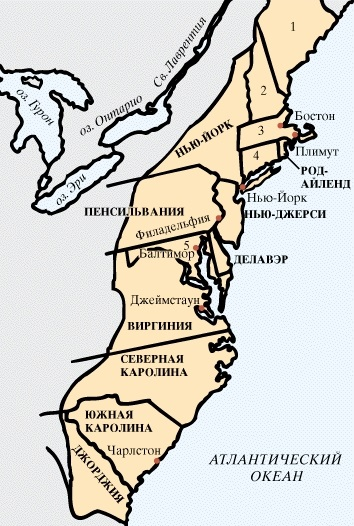 1
Св. Лаврентия
оз. Гурон
оз. Онтарио
2
Бостон
3
НЬЮ-ЙОРК
4
Плимут
РОД-
АЙЛЕНД
оз. Эри
Нью-Йорк
ПЕНСИЛЬВАНИЯ
НЬЮ-ДЖЕРСИ
Филадельфия
5
Балтимор
ДЕЛАВЭР
Джеймстаун
ВИРГИНИЯ
СЕВЕРНАЯ
КАРОЛИНА
ЮЖНАЯ
КАРОЛИНА
Чарлстон
ДЖОРДЖИЯ
АТЛАНТИЧЕСКИЙ
ОКЕАН